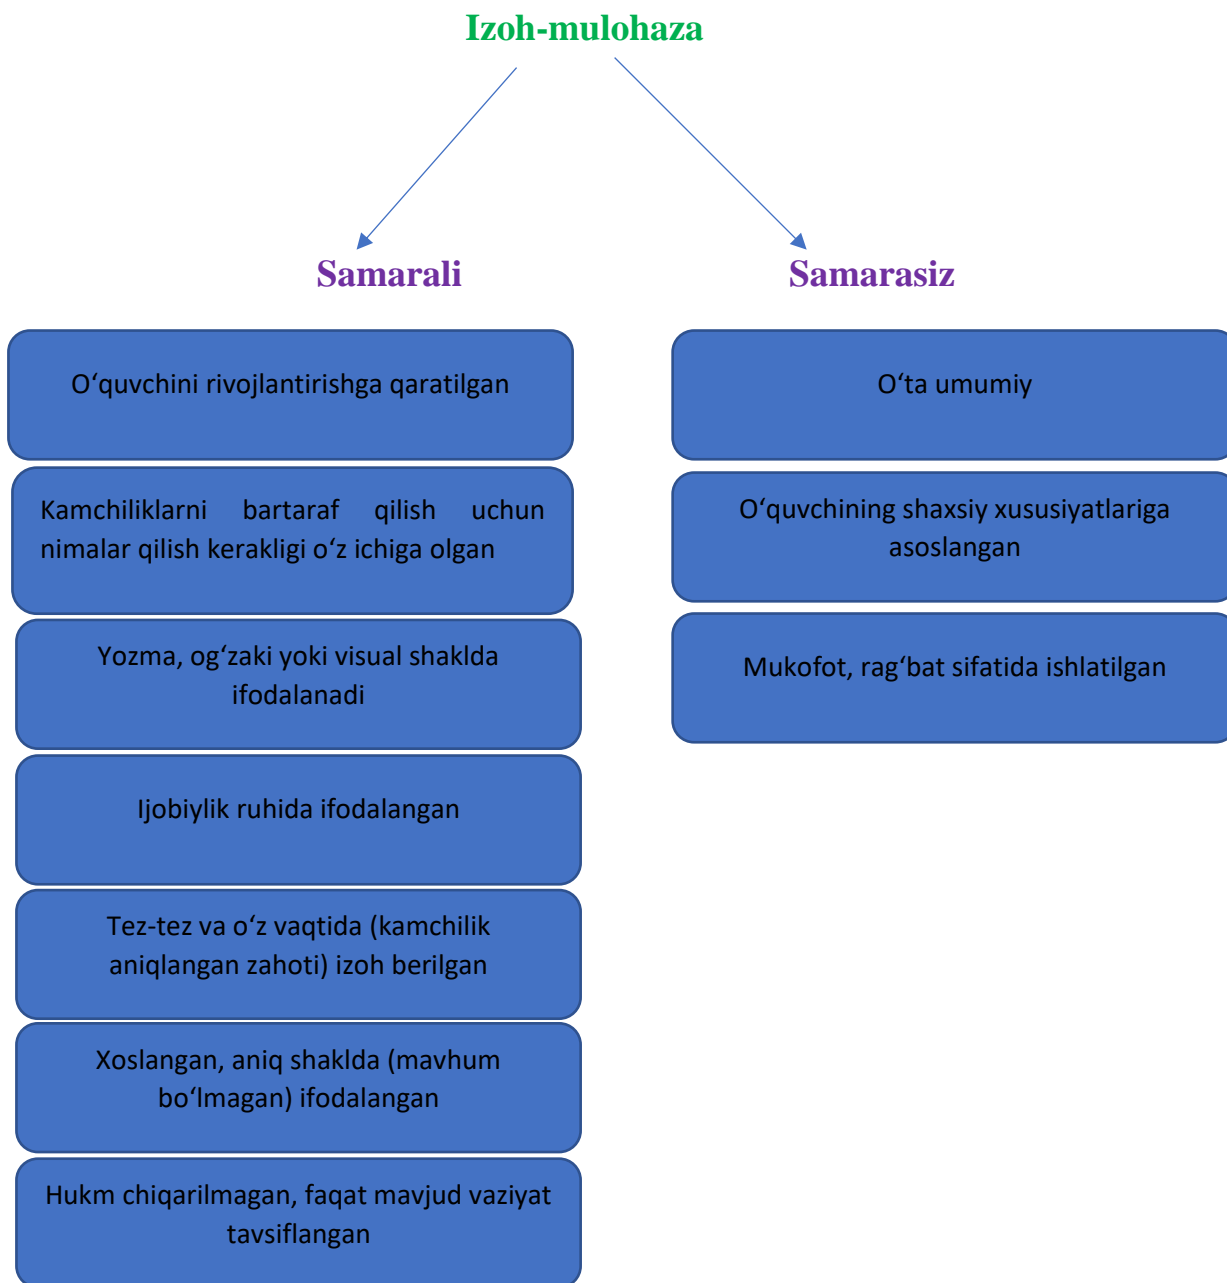 Izoh-mulohaza
Samarali
Samarasiz
O‘quvchini rivojlantirishga qaratilgan
Kamchiliklarni bartaraf qilish uchun
nimalar qilish kerakligi o‘z ichiga olgan
Yozma, og‘zaki yoki visual shaklda
ifodalanadi
Ijobiylik ruhida ifodalangan
Tez-tez va o‘z vaqtida (kamchilik
aniqlangan zahoti) izoh berilgan
Xoslangan, aniq shaklda (mavhum
bo‘lmagan) ifodalangan
Hukm chiqarilmagan, faqat mavjud vaziyat
tavsiflangan
O‘ta umumiy
O‘quvchining shaxsiy xususiyatlariga
asoslangan
Mukofot, rag‘bat sifatida ishlatilgan